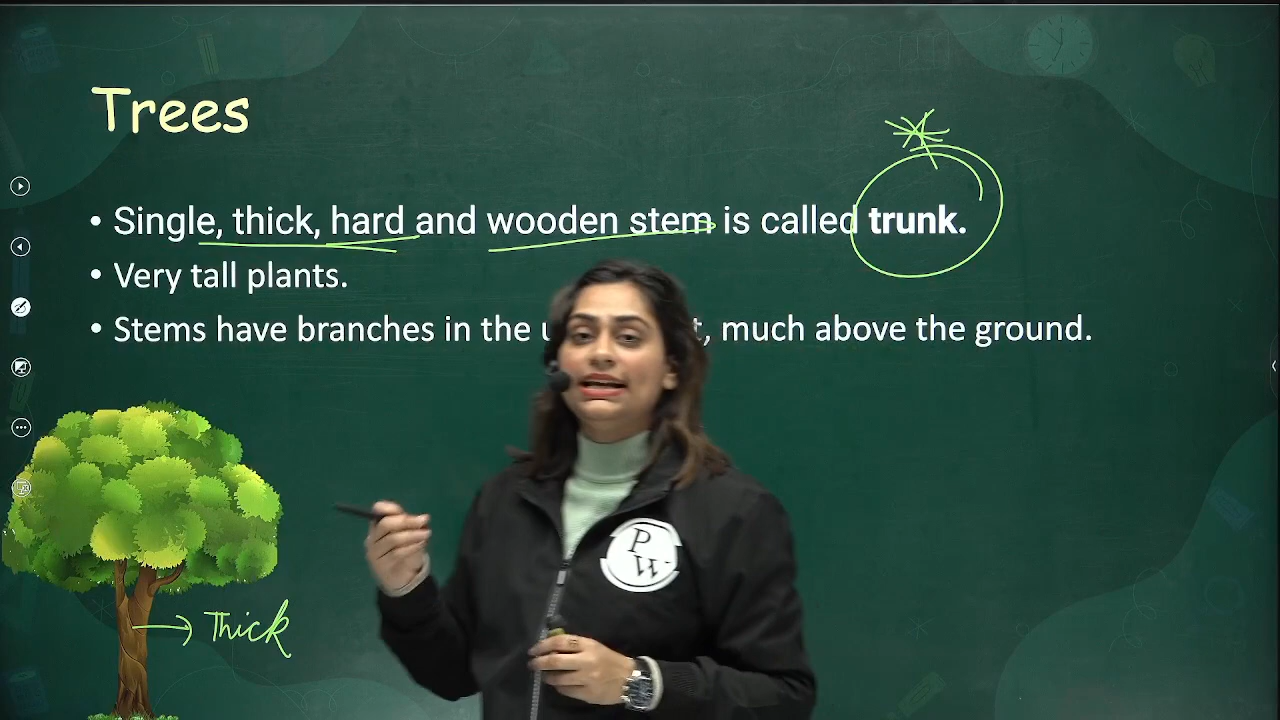 Trees
• Single, thick, hard and wooden stem is called trunk.
• Very tall plants.
• Stems have branches in the u t, much above the ground.
Thick
P
W